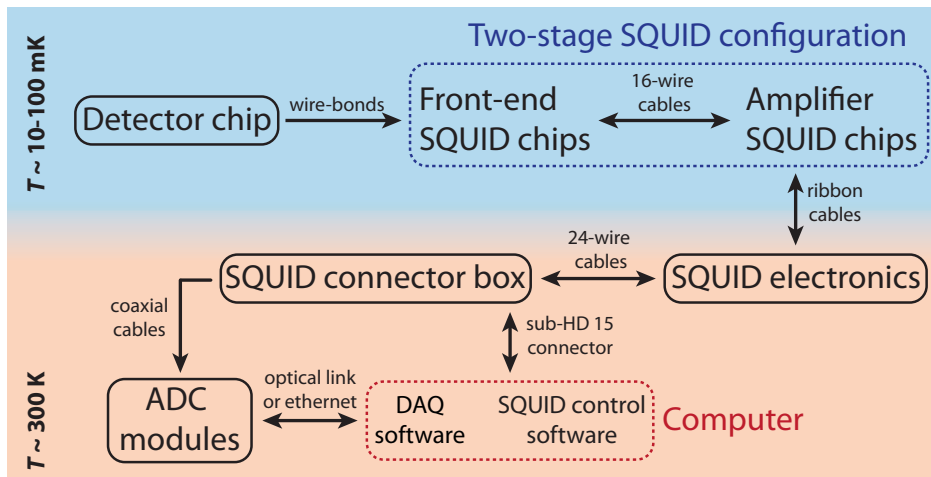 Two-stage SQUID configuration
T ~ 10-100 mK
Detector chip
wire-bonds
Front-end
SQUID chips
16-wire
cables
Amplifier
SQUID chips
ribbon
cables
SQUID connector box
24-wire
cables
SQUID electronics
coaxial
cables
sub-HD 15
connector
T ~ 300 K
ADC
modules
optical link
or ethernet
DAQ
software
SQUID control
software
Computer